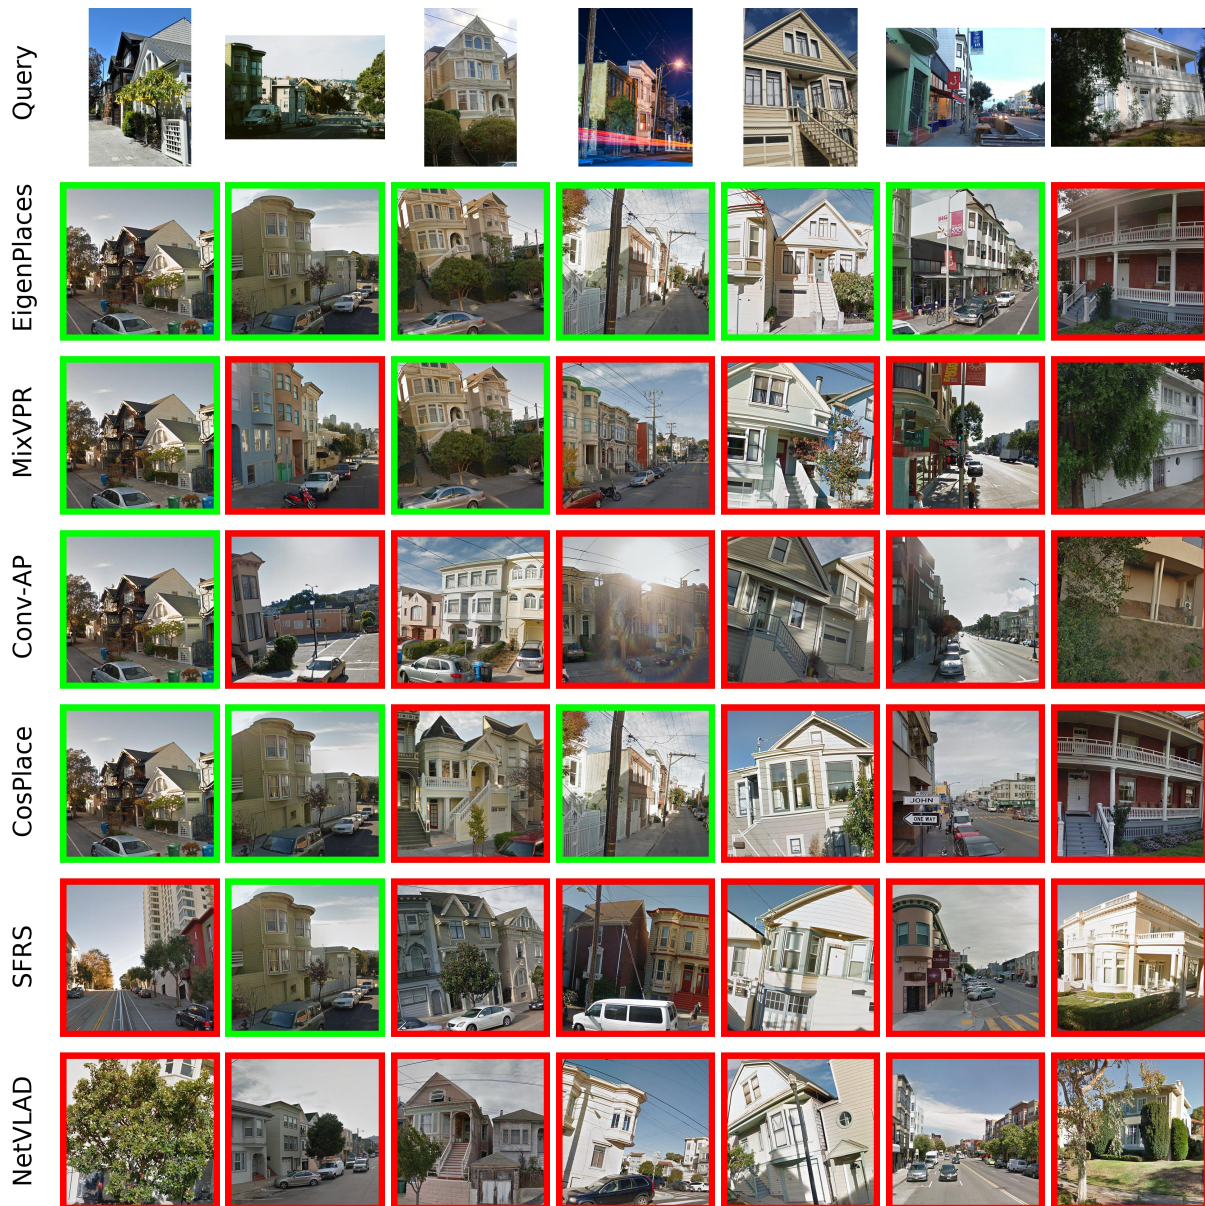 Query
EigenPlaces
MixVPR
Conv-AP
CosPlace
JOHN
ONE WAY
SFRS
NetVLAD